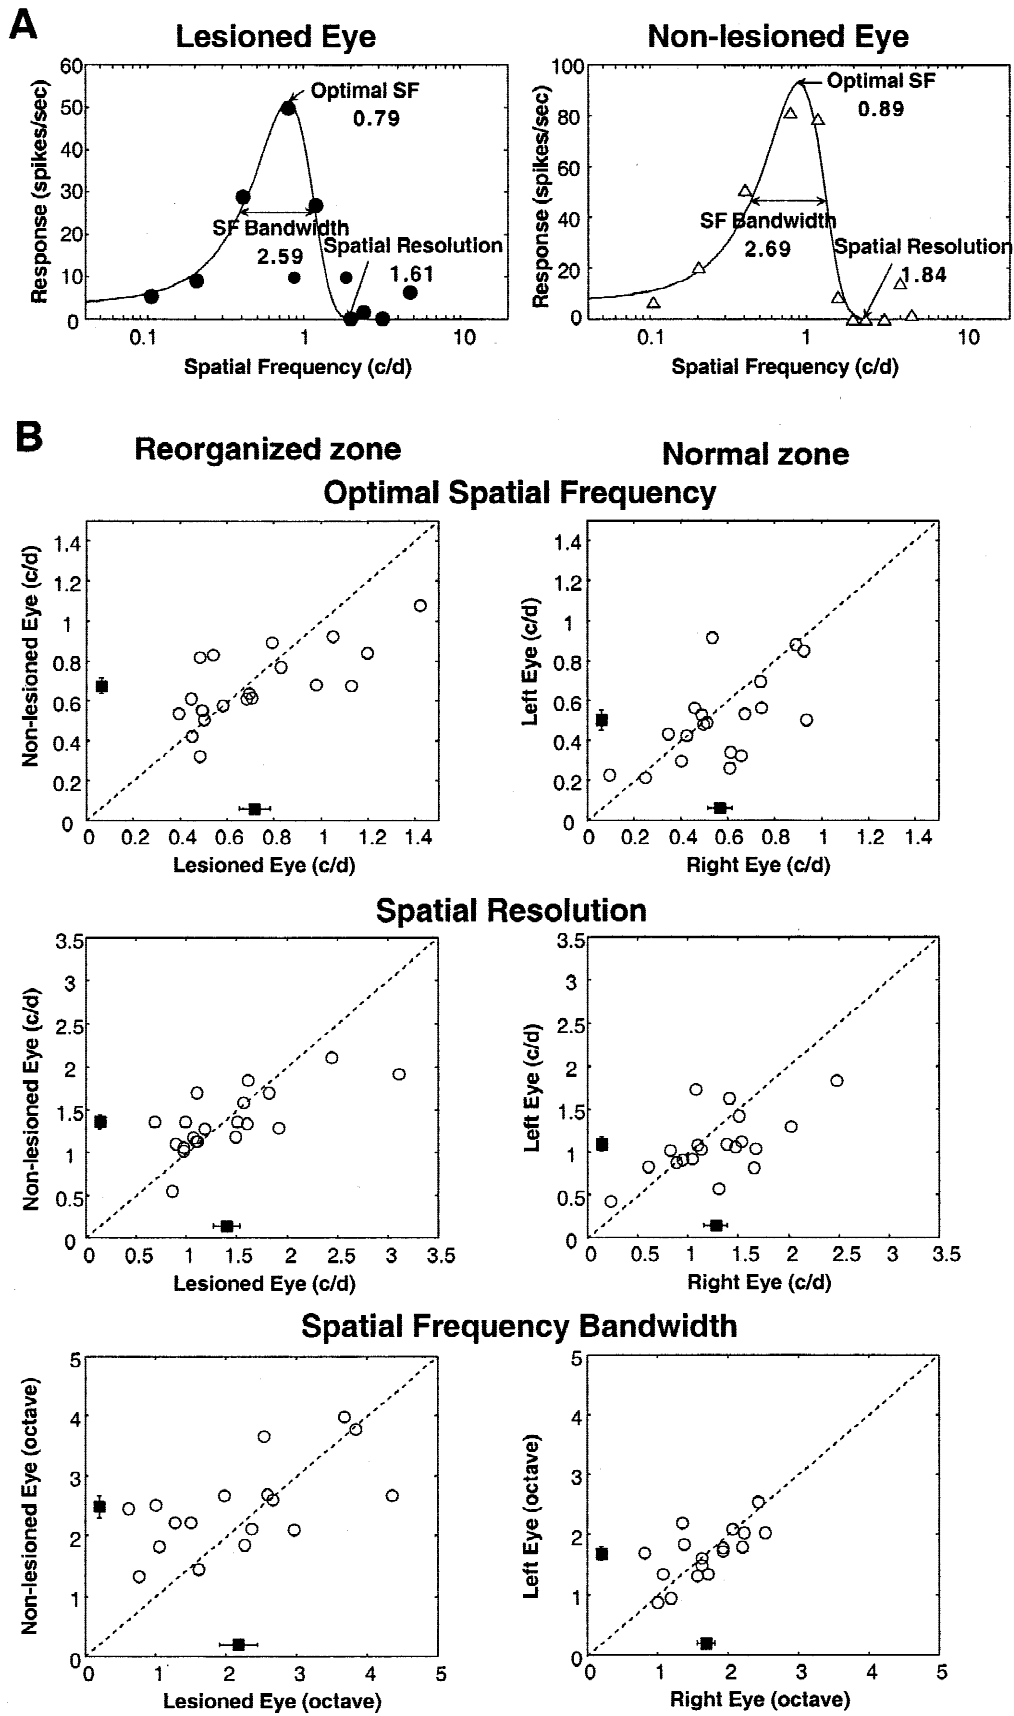 A
Lesioned Eye
Non-lesioned Eye
Response (spikes/sec)
60
50
40
30
20
10
0
Optimal SF
0.79
SF Bandwidth
2.59
Spatial Resolution
1.61
0.1
1
10
Spatial Frequency (c/d)
Response (spikes/sec)
100
80
60
40
20
0
Optimal SF
0.89
SF Bandwidth
2.69
Spatial Resolution
1.84
0.1
1
10
Spatial Frequency (c/d)
B
Reorganized zone
Normal zone
Optimal Spatial Frequency
Non-lesioned Eye (c/d)
1.4
1.2
1
0.8
0.6
0.4
0.2
0
0 0.2 0.4 0.6 0.8 1 1.2 1.4
Lesioned Eye (c/d)
Left Eye (c/d)
1.4
1.2
1
0.8
0.6
0.4
0.2
0
0 0.2 0.4 0.6 0.8 1 1.2 1.4
Right Eye (c/d)
Spatial Resolution
Non-lesioned Eye (c/d)
3.5
3
2.5
2
1.5
1
0.5
0
0 0.5 1 1.5 2 2.5 3 3.5
Lesioned Eye (c/d)
Left Eye (c/d)
3.5
3
2.5
2
1.5
1
0.5
0
0 0.5 1 1.5 2 2.5 3 3.5
Right Eye (c/d)
Spatial Frequency Bandwidth
Non-lesioned Eye (octave)
5
4
3
2
1
0
0 1 2 3 4 5
Lesioned Eye (octave)
Left Eye (octave)
5
4
3
2
1
0
0 1 2 3 4 5
Right Eye (octave)